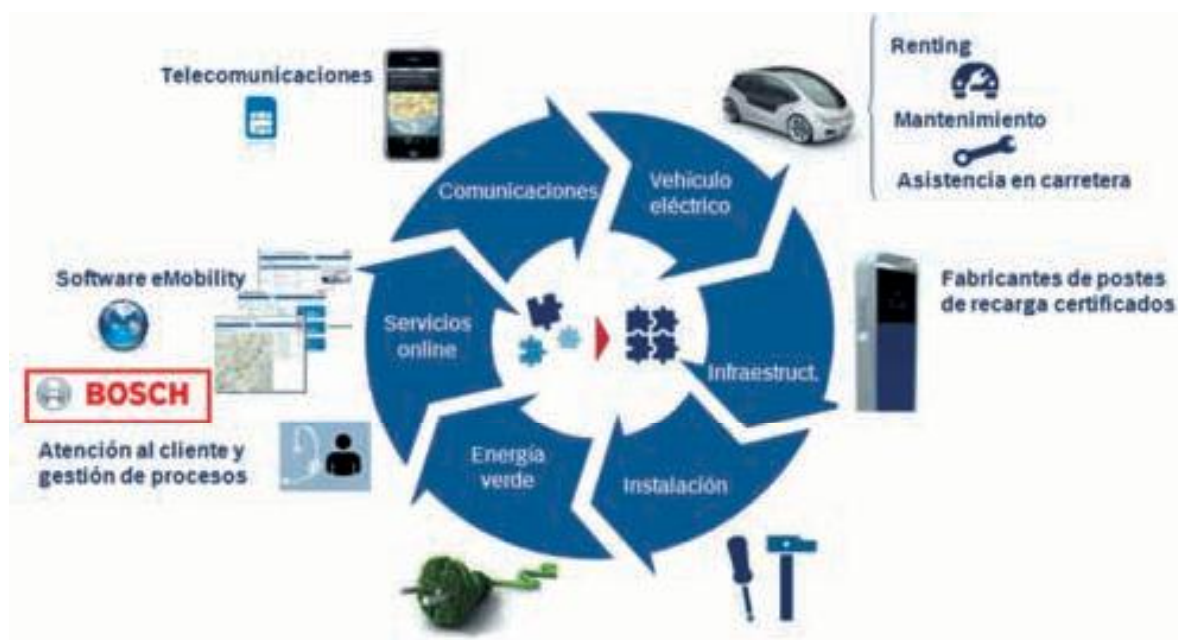 Telecomunicaciones
Renting
Mantenimiento
Asistencia en carretera
Comunicaciones
Vehículo
eléctrico
Software eMobility
Fabricantes de postes
de recarga certificados
Servicios
online
Infraestruct.
BOSCH
Atención al cliente y
gestión de procesos
Energía
verde
Instalación